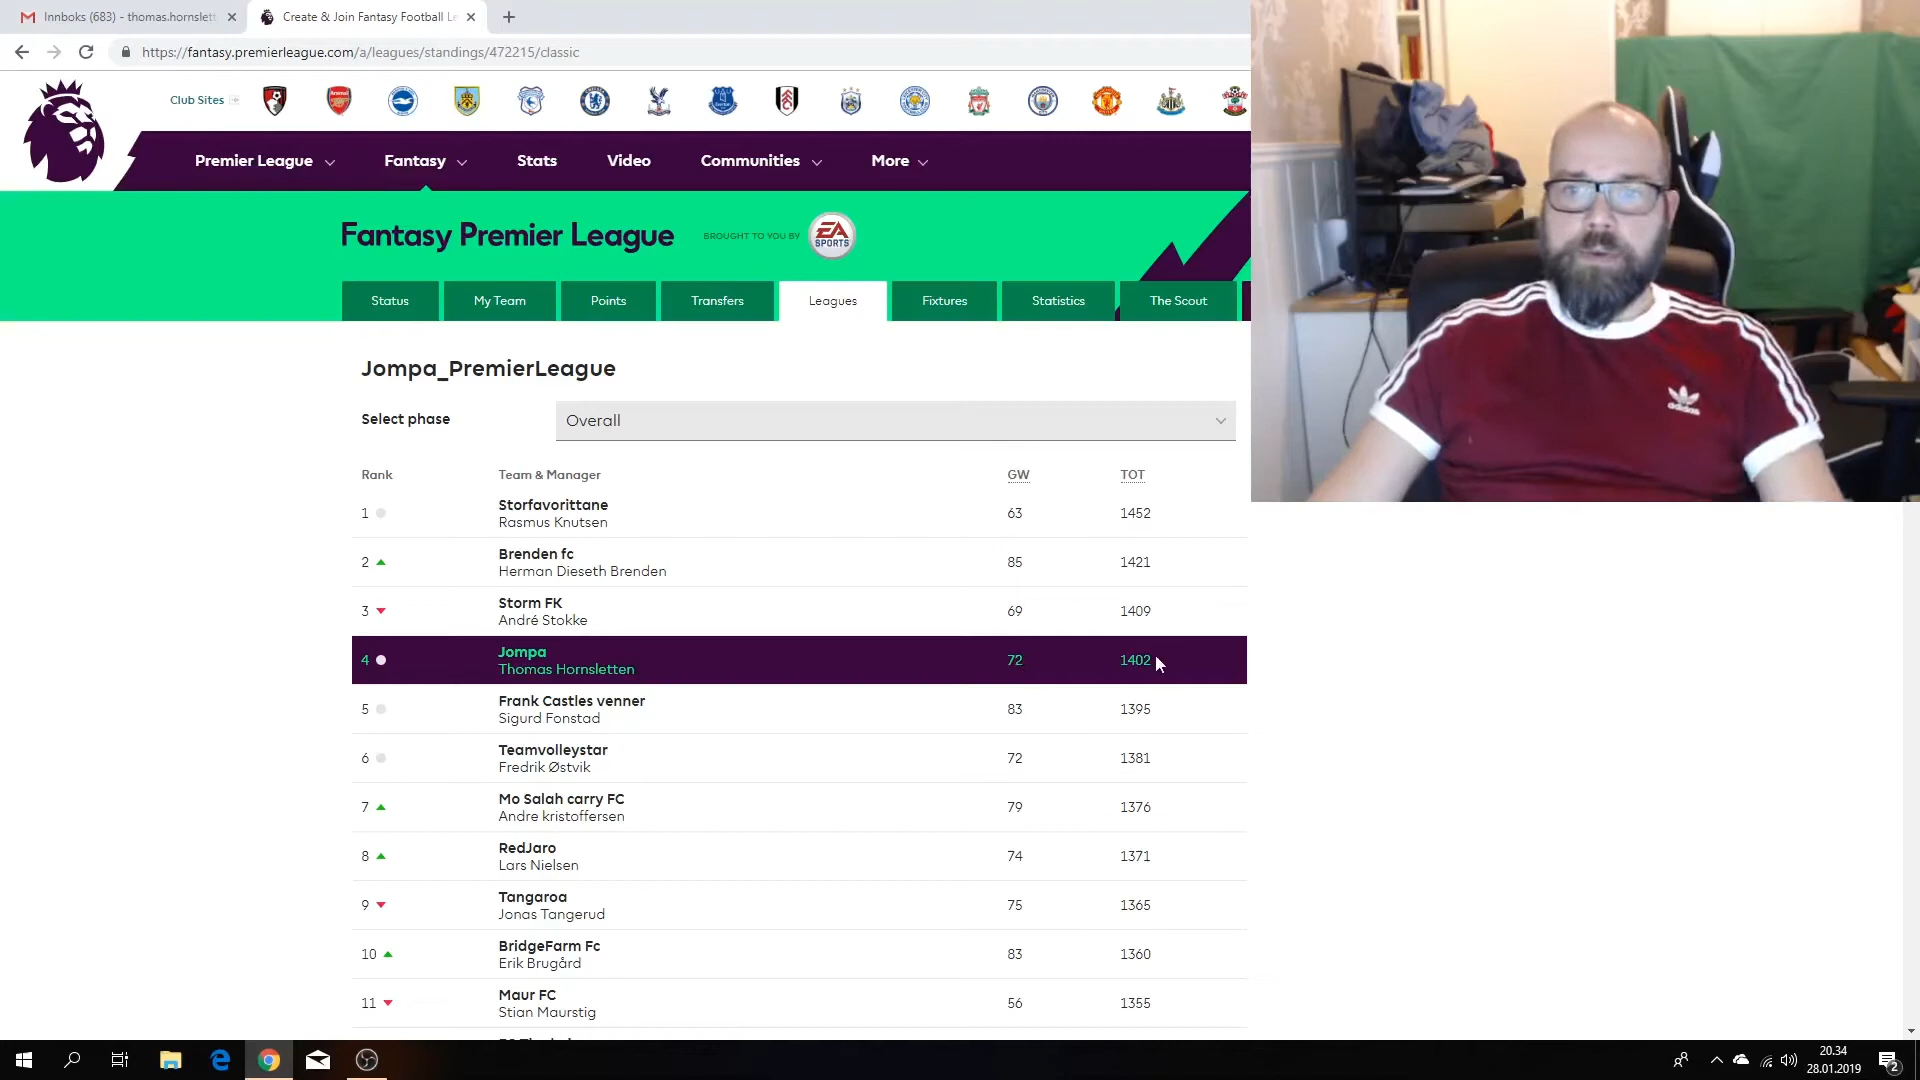 Innboks (683) - thomas.hornslett
Create & Join Fantasy Football Le
https://fantasy.premierleague.com/a/leagues/standings/472215/classic
Club Sites
Premier League
Fantasy
Stats
Video
Communities
More
Fantasy Premier League
BROUGHT TO YOU BY
EA
SPORTS
Status
My Team
Points
Transfers
Leagues
Fixtures
Statistics
The Scout
adidas
Jompa_PremierLeague
Select phase
Overall
Rank Team & Manager GW TOT
1 Storfavorittane 63 1452
Rasmus Knutsen
2 Brenden fc 85 1421
Herman Dieseth Brenden
3 Storm FK 69 1409
André Stokke
4 Jompa 72 1402
Thomas Hornsletten
5 Frank Castles venner 83 1395
Sigurd Fonstad
6 Teamvolleystar 72 1381
Fredrik Østvik
7 Mo Salah carry FC 79 1376
Andre kristoffersen
8 RedJaro 74 1371
Lars Nielsen
9 Tangaroa 75 1365
Jonas Tangerud
10 BridgeFarm Fc 83 1360
Erik Brugård
11 Maur FC 56 1355
Stian Maurstig
20.34
28.01.2019
2